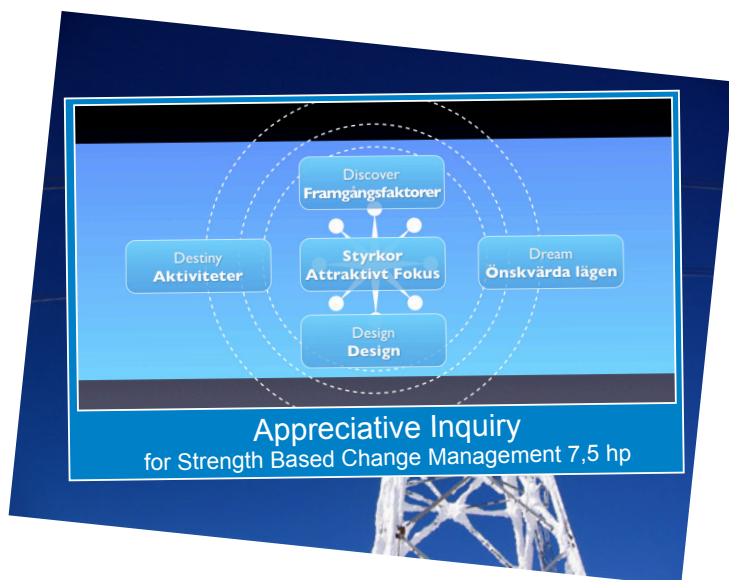 Discover
Framgångsfaktorer
Destiny
Aktiviteter
Styrkor
Attraktivt Fokus
Dream
Önskvärda lägen
Design
Design
Appreciative Inquiry
for Strength Based Change Management 7,5 hp